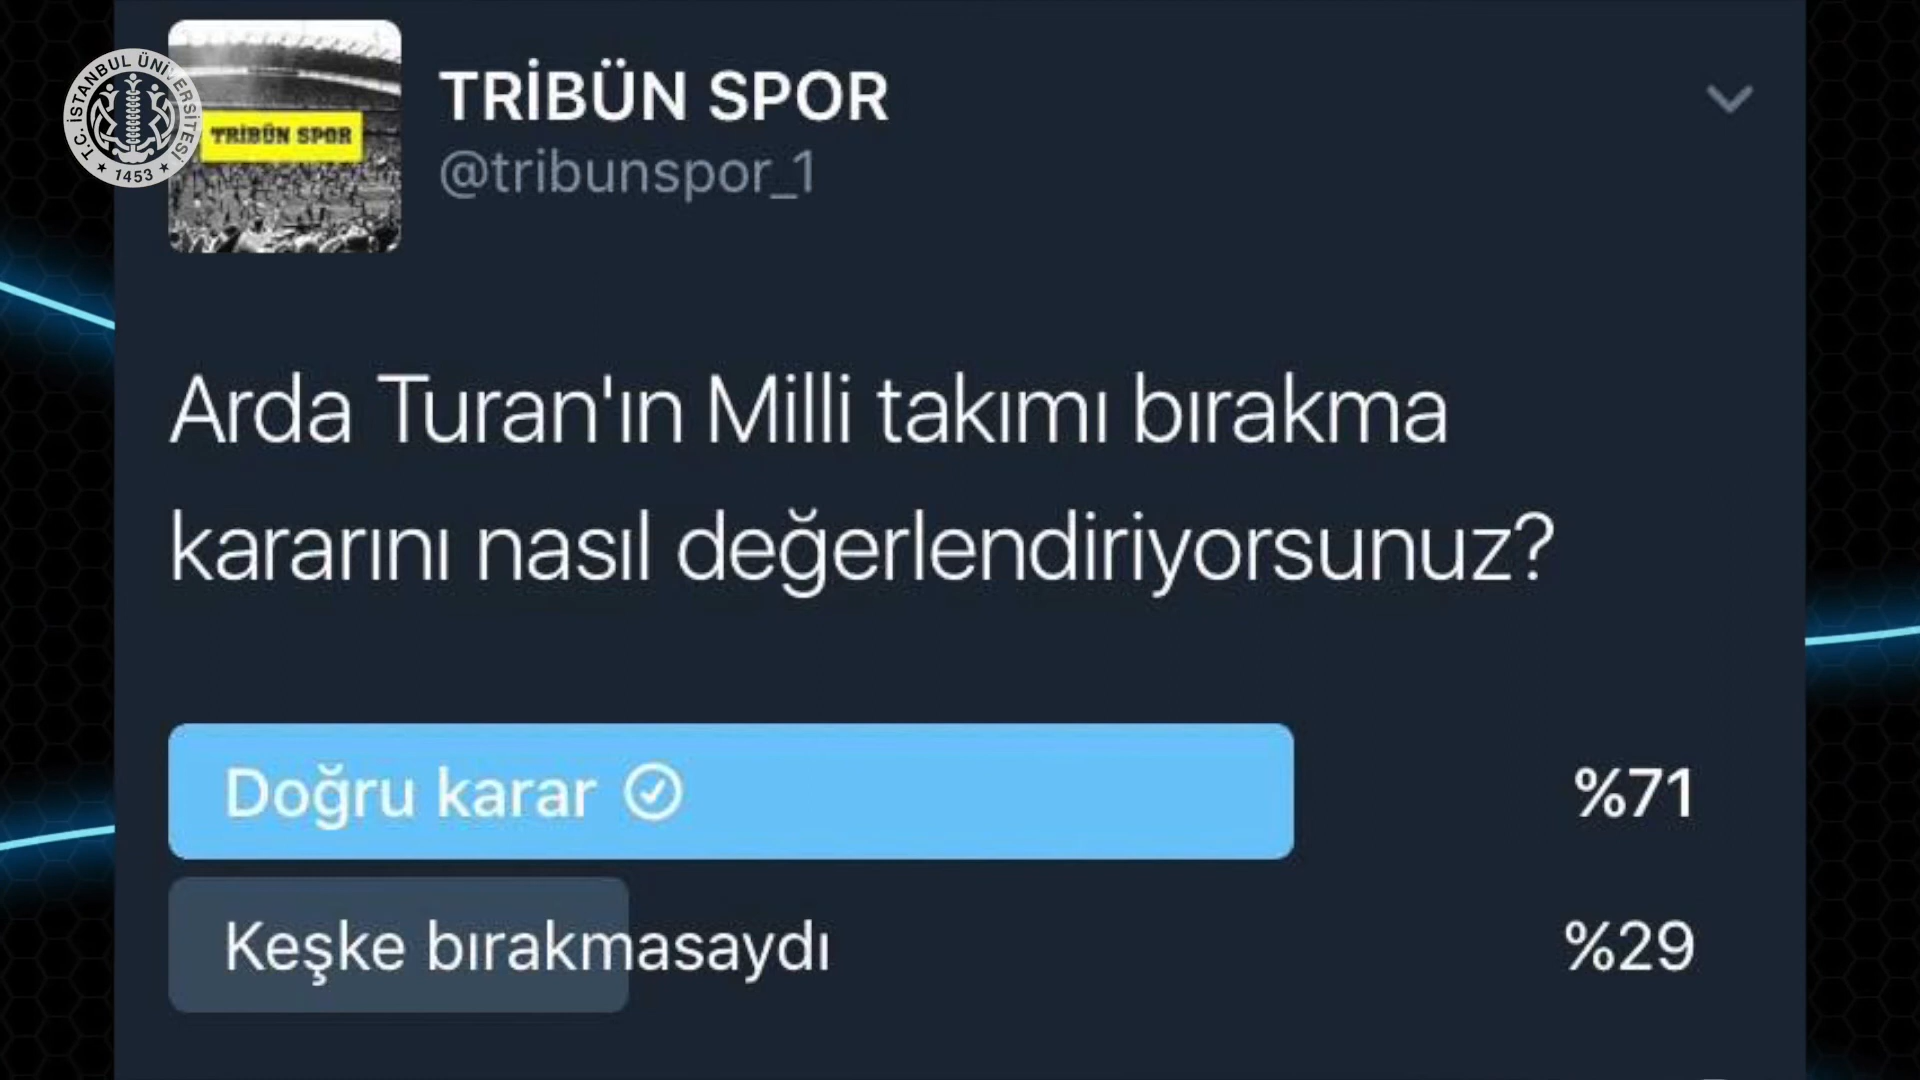 T.C. İSTANBUL ÜNİVERSİTESİ
1453
TRİBÜN SPOR
TRİBÜN SPOR
@tribunspor_1
Arda Turan'ın Milli takımı bırakma
kararını nasıl değerlendiriyorsunuz?
Doğru karar %71
Keşke bırakmasaydı %29